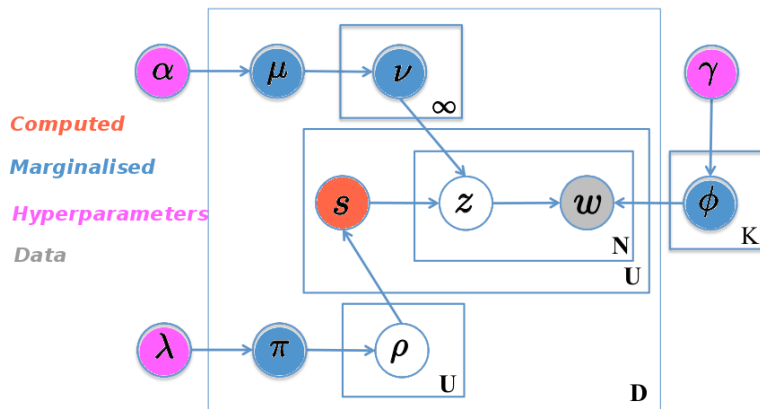 α
μ
ν
γ
∞
Computed
Marginalised
Hyperparameters
Data
s
z
w
ϕ
N
K
U
λ
π
ρ
U
D